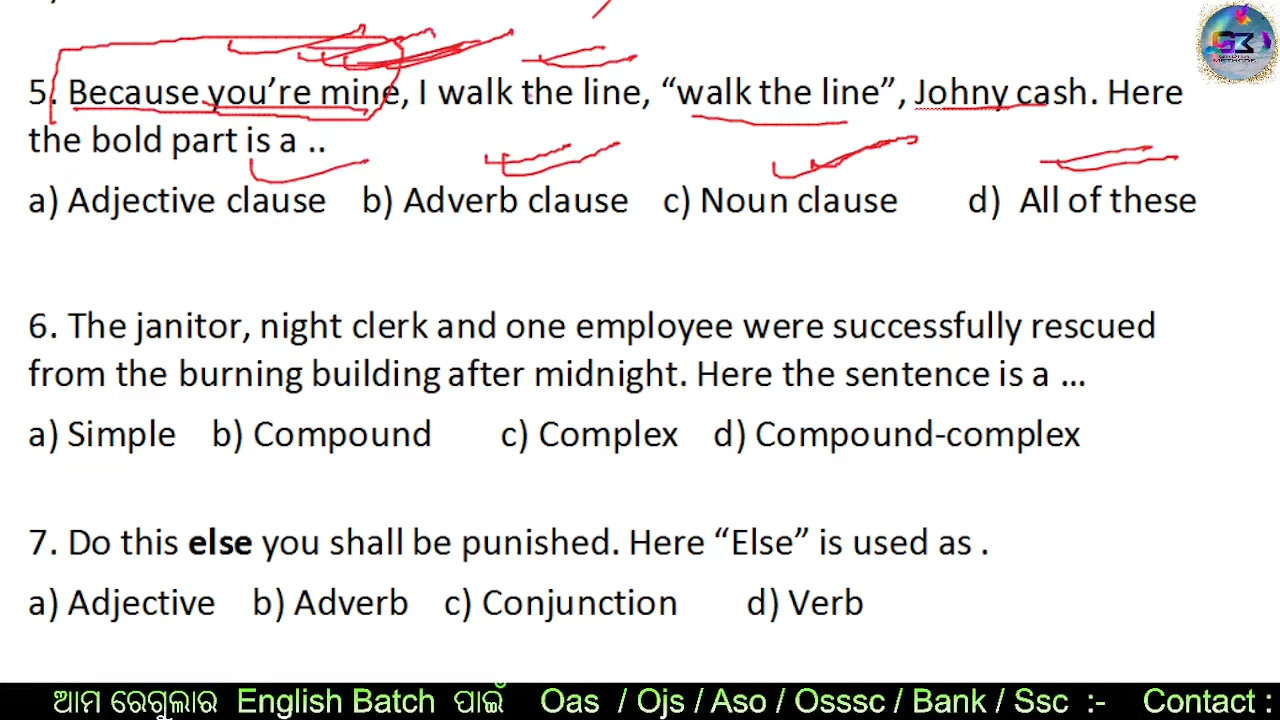 5. Because you’re mine, I walk the line, “walk the line”, Johny cash. Here
the bold part is a ..
a) Adjective clause b) Adverb clause c) Noun clause d) All of these
6. The janitor, night clerk and one employee were successfully rescued
from the burning building after midnight. Here the sentence is a ...
a) Simple b) Compound c) Complex d) Compound-complex
7. Do this else you shall be punished. Here “Else” is used as .
a) Adjective b) Adverb c) Conjunction d) Verb
ଆମ ରେଗୁଲାର English Batch ପାଇଁ Oas / Ojs / Aso / Osssc / Bank / Ssc :- Contact :